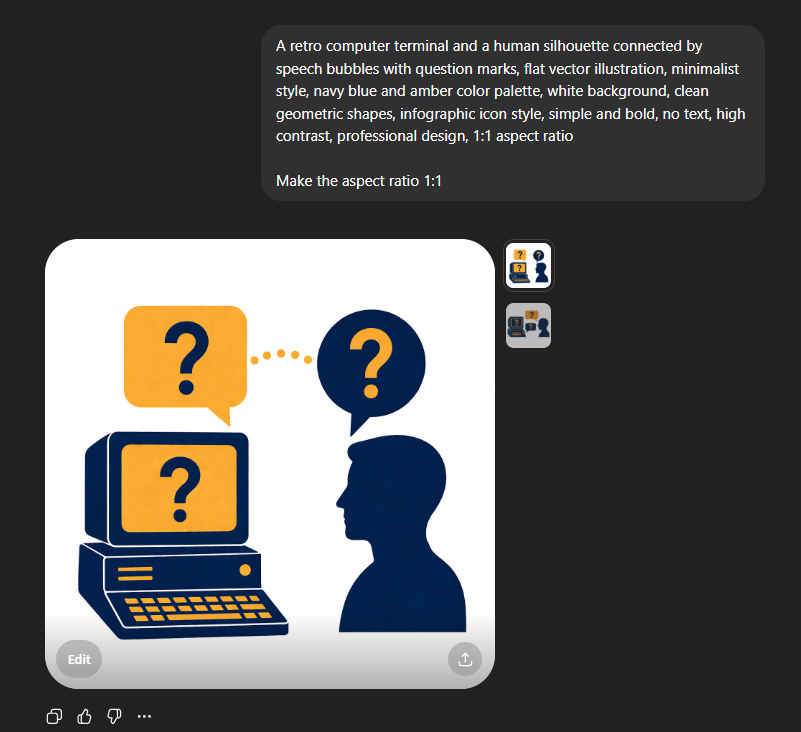 A retro computer terminal and a human silhouette connected by
speech bubbles with question marks, flat vector illustration, minimalist
style, navy blue and amber color palette, white background, clean
geometric shapes, infographic icon style, simple and bold, no text, high
contrast, professional design, 1:1 aspect ratio
Make the aspect ratio 1:1
? ?
?
Edit